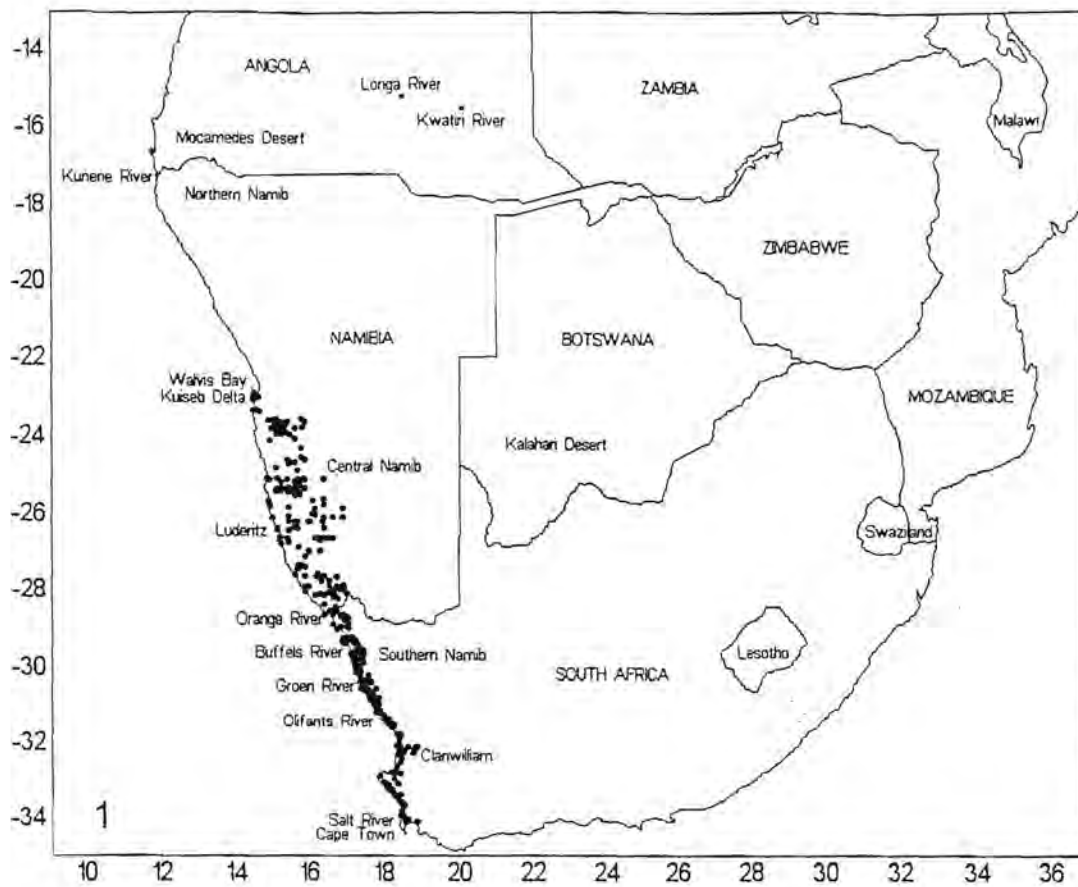 -14
-16
-18
-20
-22
-24
-26
-28
-30
-32
-34
ANGOLA
Longa River
Kwatiri River
ZAMBIA
Malawi
Mocamedes Desert
Kunene River
Northern Namib
ZIMBABWE
NAMIBIA
BOTSWANA
Walvis Bay
Kuiseb Delta
MOZAMBIQUE
Kalahari Desert
Central Namib
Luderitz
Swaziland
Orange River
Buffels River
Southern Namib
Lesotho
Groen River
SOUTH AFRICA
Olifants River
Clanwilliam
Salt River
Cape Town
1
10 12 14 16 18 20 22 24 26 28 30 32 34 36